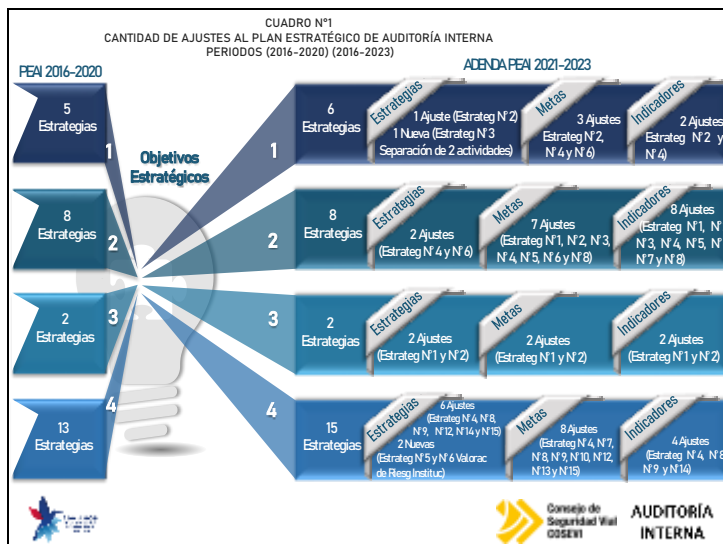 CUADRO N°1
CANTIDAD DE AJUSTES AL PLAN ESTRATÉGICO DE AUDITORÍA INTERNA
PERIODOS (2016-2020) (2016-2023)
PEAI 2016-2020
ADENDA PEAI 2021-2023
Objetivos
Estratégicos
5
Estrategias
1
1
6
Estrategias
Estrategias
1 Ajuste (Estrateg N°2)
1 Nueva (Estrateg N°3
Separación de 2 actividades)
Metas
3 Ajustes
Estrateg N°2,
N°4 y N°6)
Indicadores
2 Ajustes
Estrateg N°2 y
N°4)
8
Estrategias
2
2
8
Estrategias
Estrategias
2 Ajustes
(Estrateg N°4 y N°6)
Metas
7 Ajustes
(Estrateg N°1, N°2, N°3,
N°4, N°5, N°6 y N°8)
Indicadores
8 Ajustes
(Estrateg N°1, N°
N°3, N°4, N°5, N°
N°7 y N°8)
2
Estrategias
3
3
2
Estrategias
Estrategias
2 Ajustes
(Estrateg N°1 y N°2)
Metas
2 Ajustes
(Estrateg N°1 y N°2)
Indicadores
2 Ajustes
(Estrateg N°1 y N°2)
13
Estrategias
4
4
15
Estrategias
Estrategias
6 Ajustes
(Estrateg N°4, N°8,
N°9, N°12, N°14 y N°15)
2 Nuevas
(Estrateg N°5 y N°6 Valorac
de Riesg Instituc)
Metas
8 Ajustes
(Estrateg N°4, N°7,
N°8, N°9, N°10, N°12,
N°13 y N°15)
Indicadores
4 Ajustes
(Estrateg N°4, N°8
N°9 y N°14)
Consejo de
Seguridad Vial
COSEVI
AUDITORÍA
INTERNA